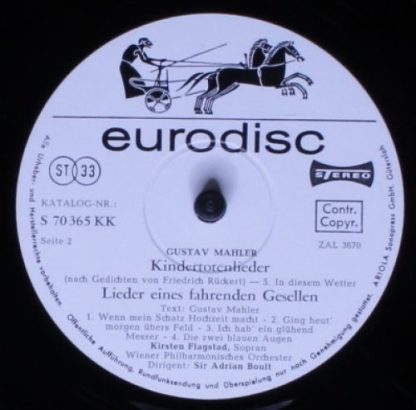 eurodisc
ST 33
STEREO
KATALOG-NR.:
S 70 365 KK
Seite 2
Contr.
Copyr.
ZAL 3670
GUSTAV MAHLER
Kindertotenlieder
(nach Gedichten von Friedrich Rückert) — 5. In diesem Wetter
Lieder eines fahrenden Gesellen
Text: Gustav Mahler
1. Wenn mein Schatz Hochzeit macht - 2. Ging heut'
morgen übers Feld - 3. Ich hab' ein glühend
Messer - 4. Die zwei blauen Augen
Kirsten Flagstad, Sopran
Wiener Philharmonisches Orchester
Dirigent: Sir Adrian Boult
Alle Urheber- und Herstellerrechte vorbehalten
Öffentliche Aufführung, Rundfunksendung und Überspielung nur nach Genehmigung gestattet.
ARIOLA Sonopress GmbH. Gütersloh